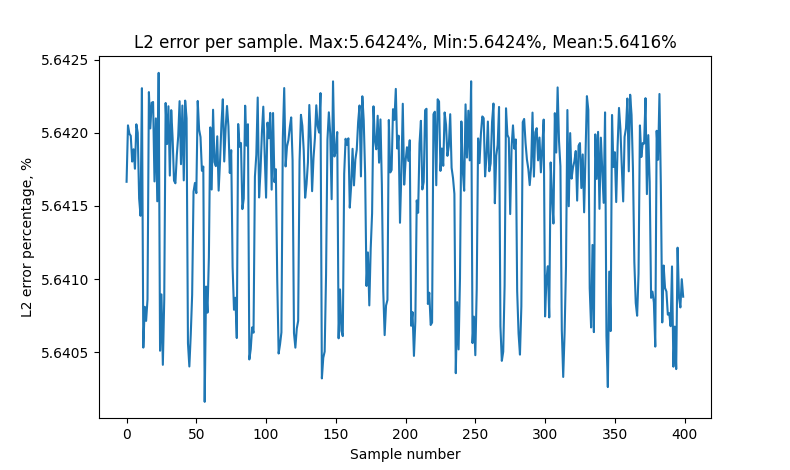 L2 error per sample. Max:5.6424%, Min:5.6424%, Mean:5.6416%
5.6425
5.6420
5.6415
5.6410
5.6405
L2 error percentage, %
0 50 100 150 200 250 300 350 400
Sample number